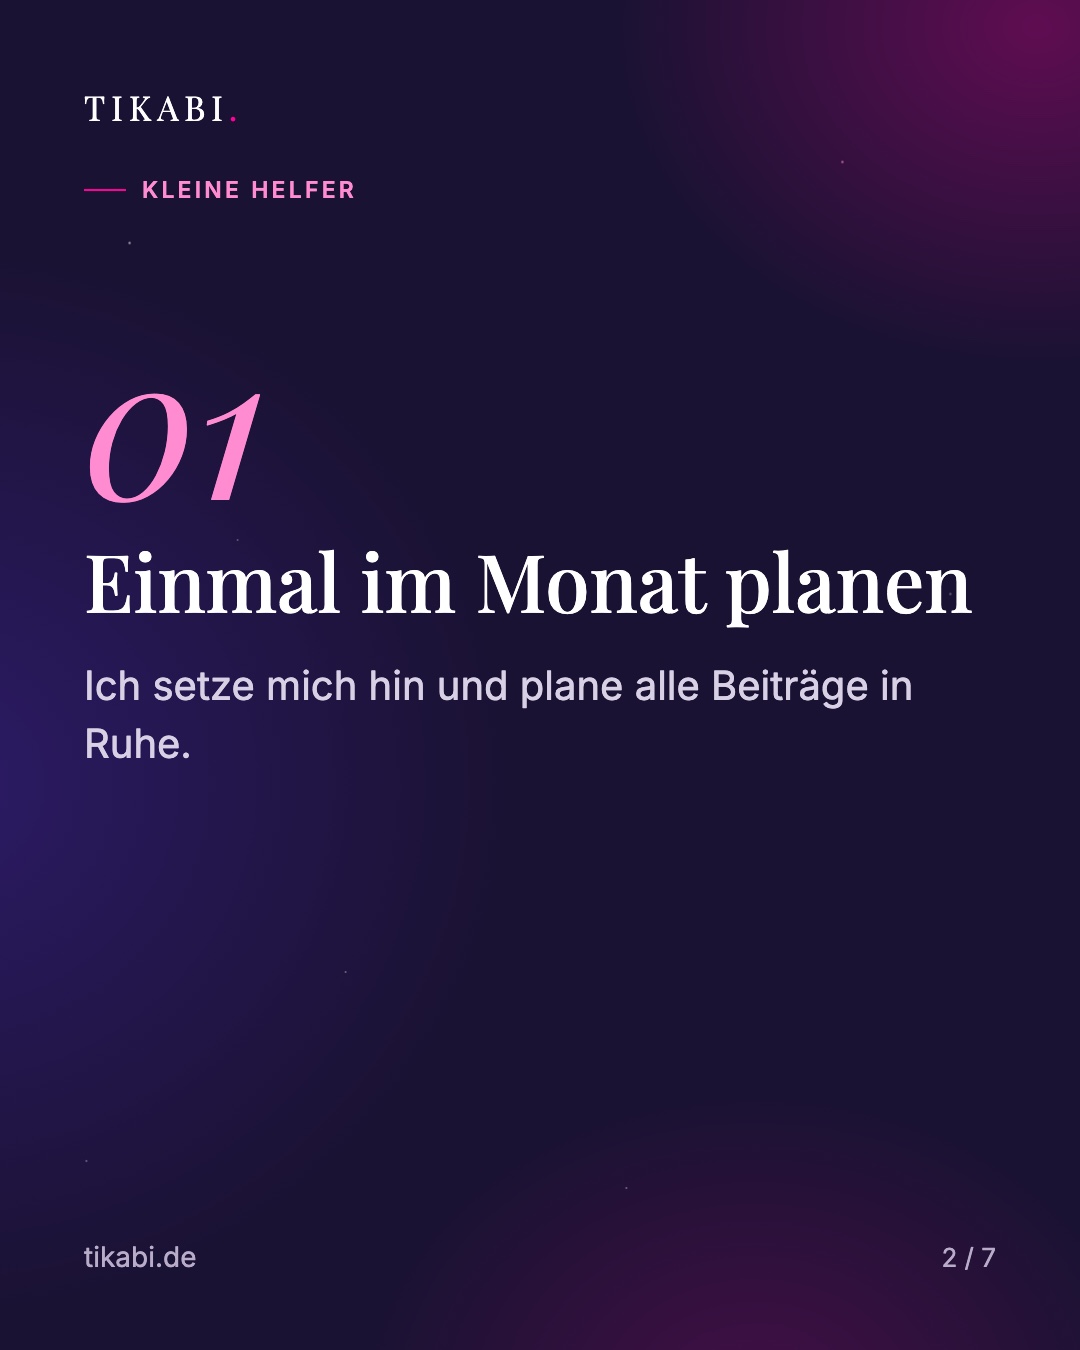 TIKABI.
KLEINE HELFER
01
Einmal im Monat planen
Ich setze mich hin und plane alle Beiträge in
Ruhe.
tikabi.de
2 / 7